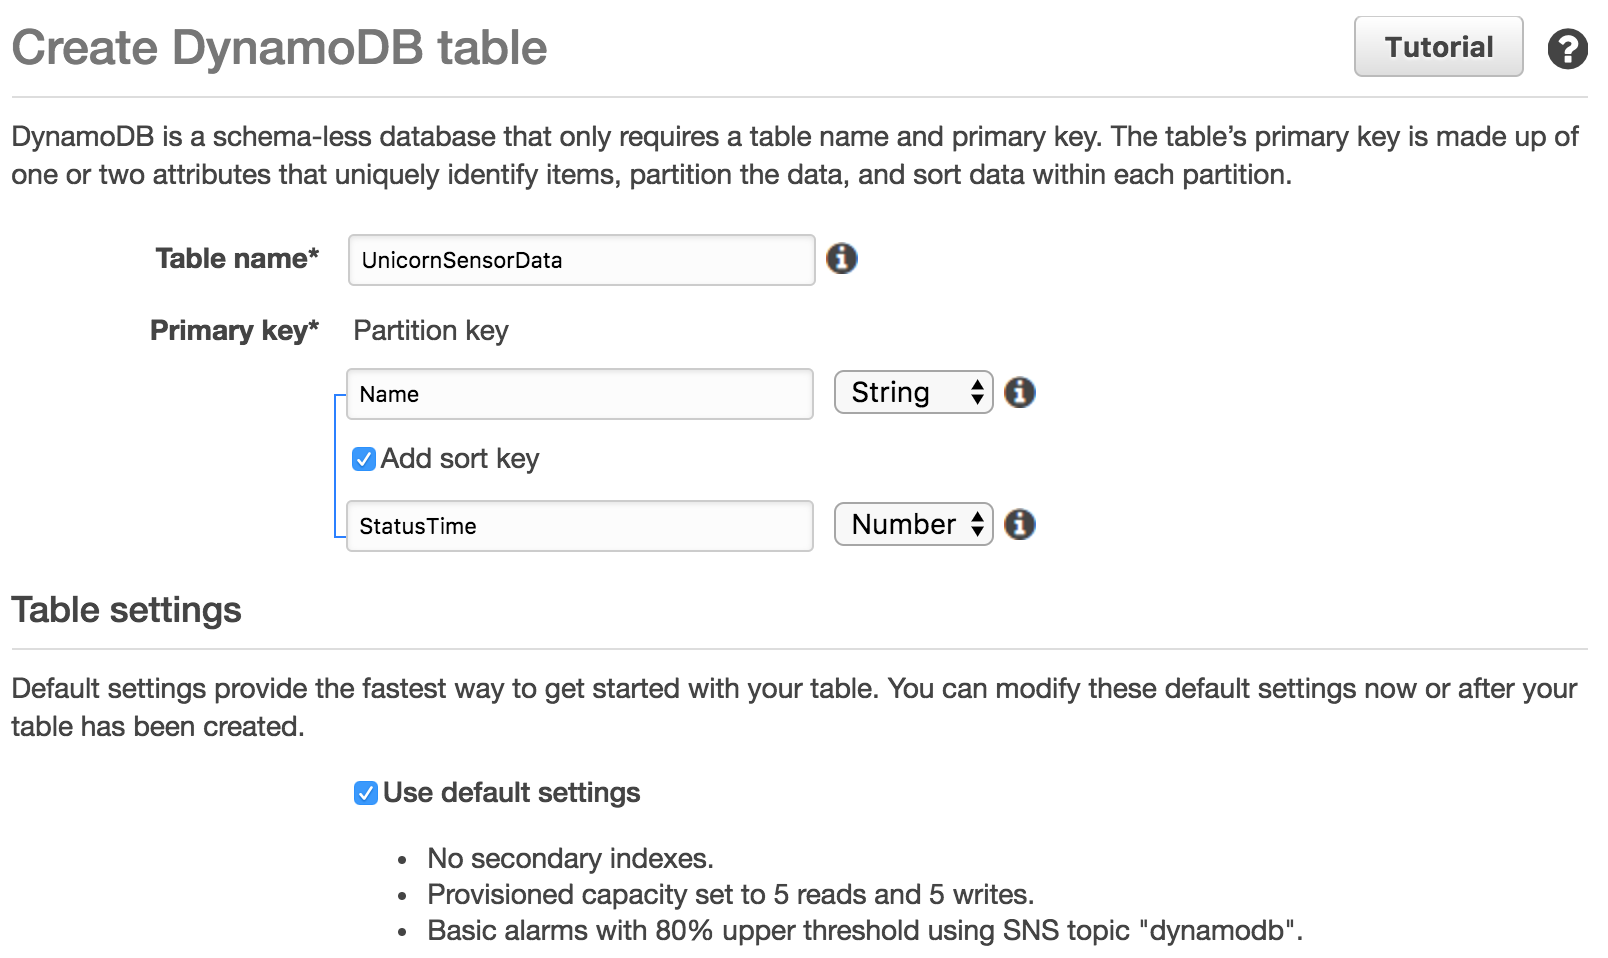 Create DynamoDB table
Tutorial
?
DynamoDB is a schema-less database that only requires a table name and primary key. The table’s primary key is made up of
one or two attributes that uniquely identify items, partition the data, and sort data within each partition.
Table name* UnicornSensorData
Primary key* Partition key
Name String
Add sort key
StatusTime Number
Table settings
Default settings provide the fastest way to get started with your table. You can modify these default settings now or after your
table has been created.
Use default settings
• No secondary indexes.
• Provisioned capacity set to 5 reads and 5 writes.
• Basic alarms with 80% upper threshold using SNS topic "dynamodb".